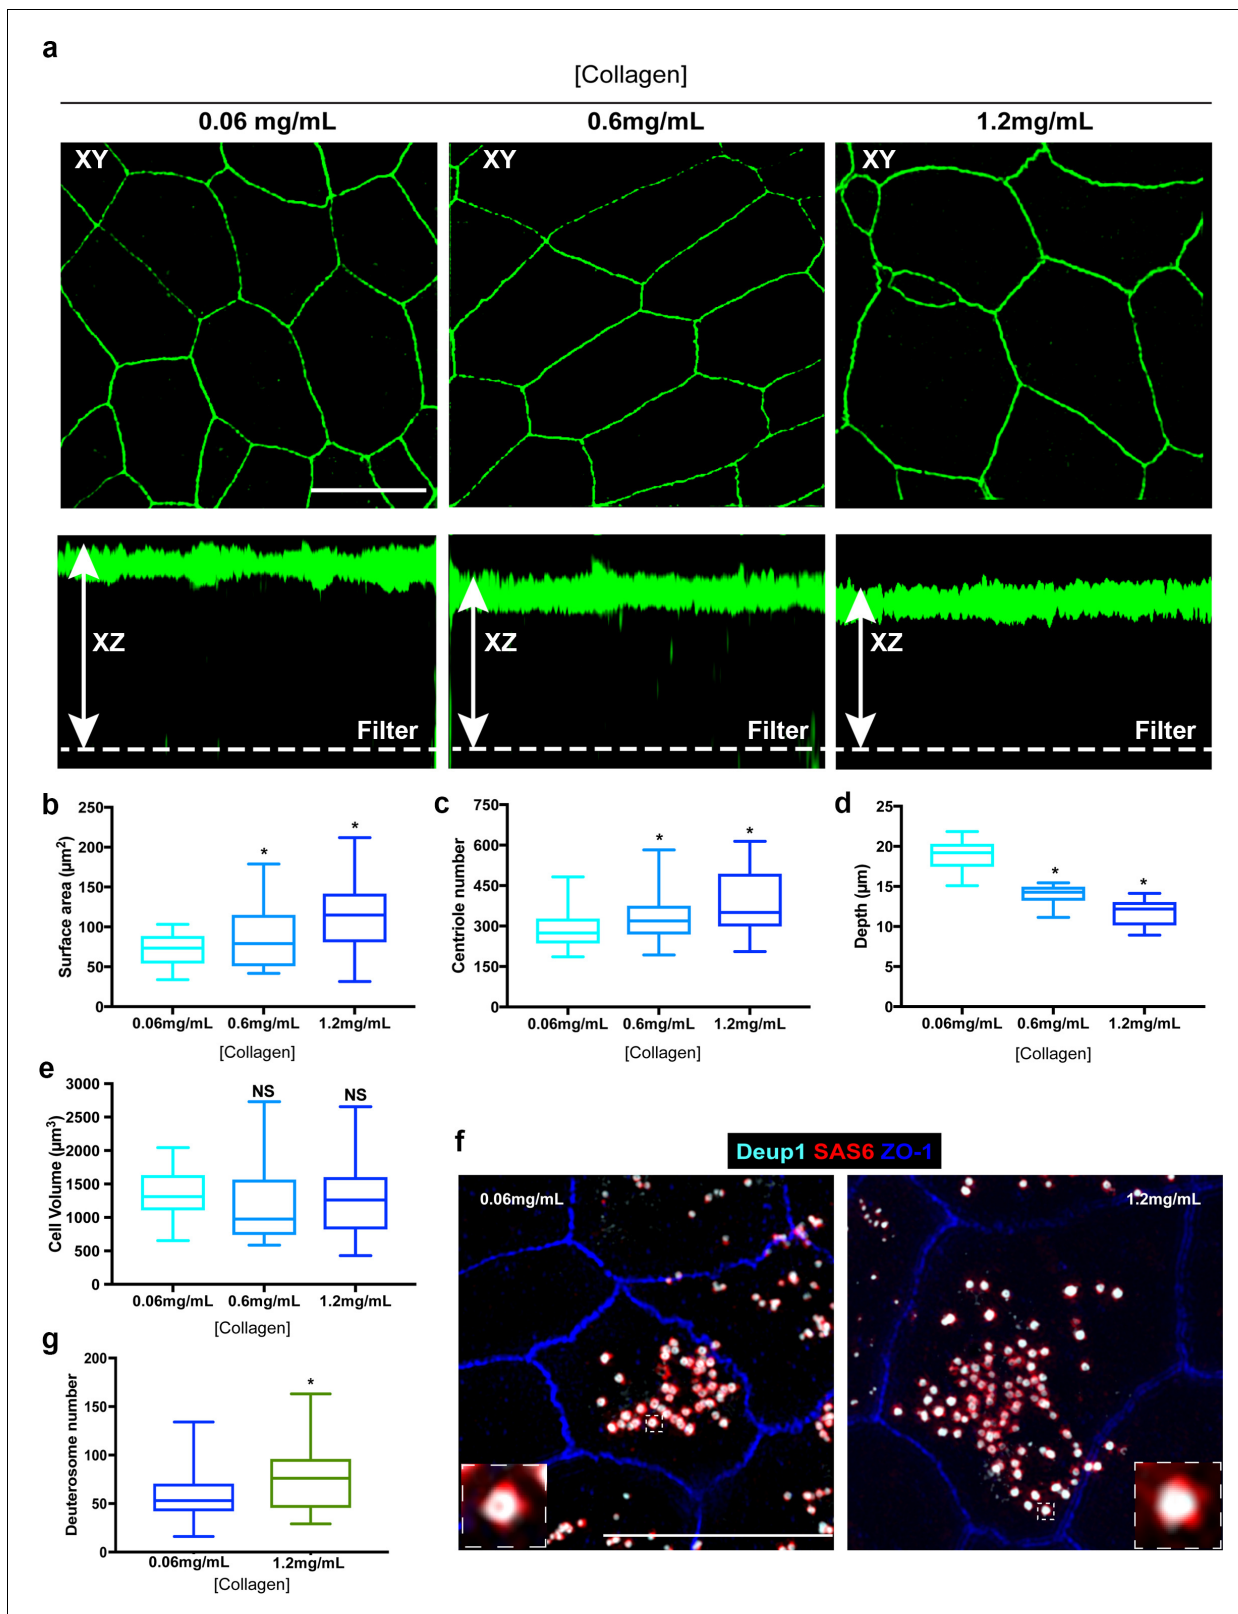 a
[Collagen]
0.06 mg/mL 0.6mg/mL 1.2mg/mL
XY XY XY
XZ XZ XZ
Filter Filter Filter
b
Surface area (µm²)
250
200
150
100
50
0
* *
0.06mg/mL 0.6mg/mL 1.2mg/mL
[Collagen]
c
Centriole number
750
600
450
300
150
0
* *
0.06mg/mL 0.6mg/mL 1.2mg/mL
[Collagen]
d
Depth (µm)
25
20
15
10
5
0
* *
0.06mg/mL 0.6mg/mL 1.2mg/mL
[Collagen]
e
Cell Volume (µm³)
3000
2500
2000
1500
1000
500
0
NS NS
0.06mg/mL 0.6mg/mL 1.2mg/mL
[Collagen]
f
Deup1 SAS6 ZO-1
0.06mg/mL 1.2mg/mL
g
Deuterosome number
200
150
100
50
0
*
0.06mg/mL 1.2mg/mL
[Collagen]